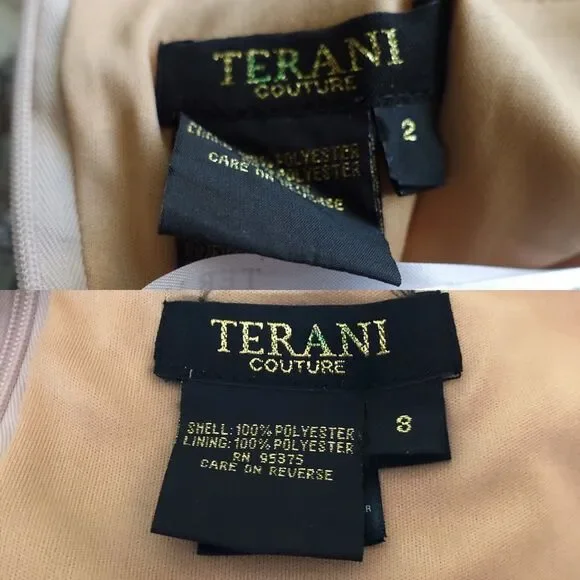 TERANI
COUTURE
2
POLYESTER
CARE ON REVERSE
TERANI
COUTURE
8
SHELL: 100% POLYESTER
LINING: 100% POLYESTER
RN 95375
CARE ON REVERSE
R